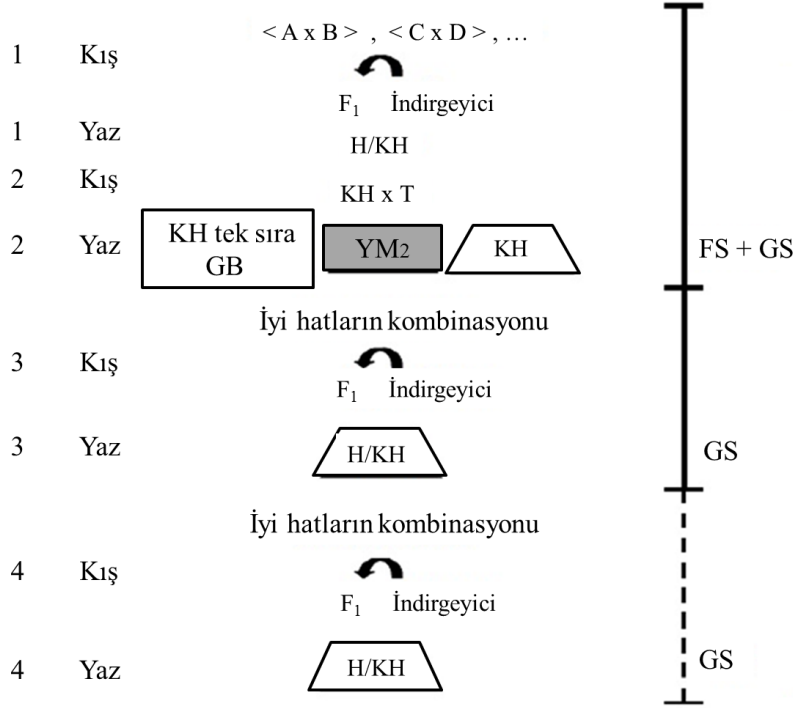 < A x B > , < C x D > , …
1 Kış
F₁ İndirgeyici
1 Yaz
H/KH
2 Kış
KH x T
2 Yaz KH tek sıra GB YM₂ KH FS + GS
İyi hatların kombinasyonu
3 Kış
F₁ İndirgeyici
3 Yaz H/KH GS
İyi hatların kombinasyonu
4 Kış
F₁ İndirgeyici
4 Yaz H/KH GS